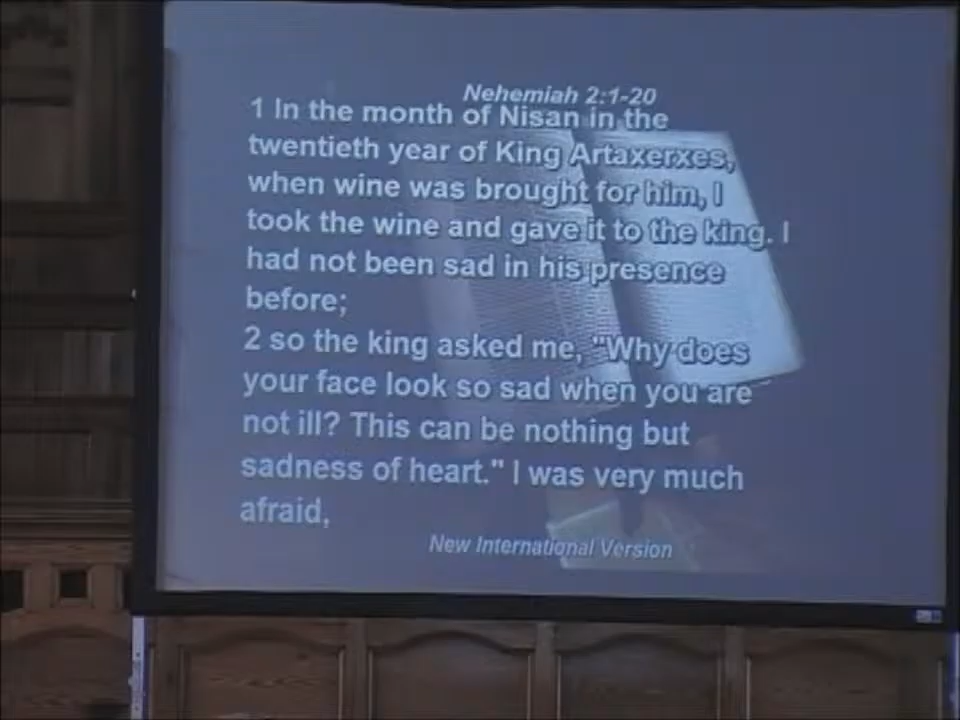 Nehemiah 2:1-20
1 In the month of Nisan in the
twentieth year of King Artaxerxes,
when wine was brought for him, I
took the wine and gave it to the king. I
had not been sad in his presence
before;
2 so the king asked me, "Why does
your face look so sad when you are
not ill? This can be nothing but
sadness of heart." I was very much
afraid,
New International Version